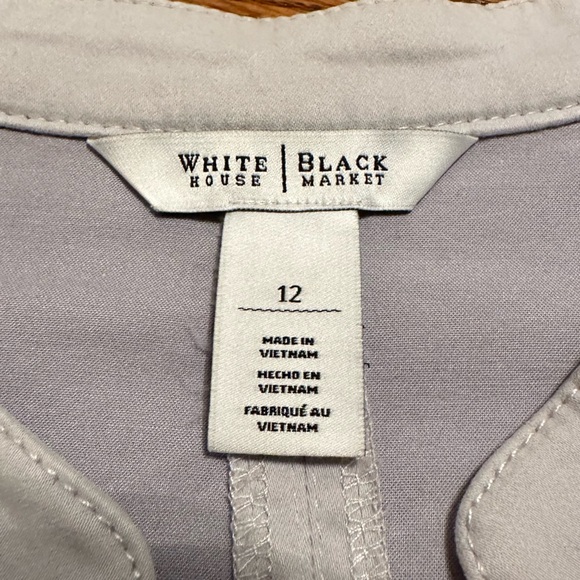 WHITE | BLACK
HOUSE | MARKET
12
MADE IN
VIETNAM
HECHO EN
VIETNAM
FABRIQUÉ AU
VIETNAM